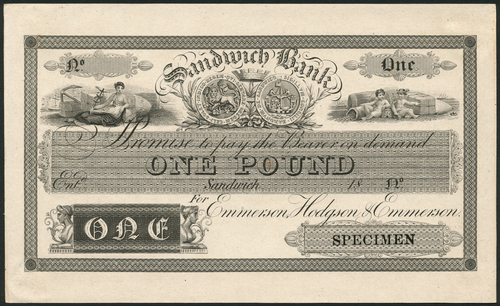 Sandwich Bank
No
One
Promise to pay the Bearer on demand
ONE POUND
Entd
Sandwich 18 No
For Emmerson, Hodgson & Emmerson.
ONE
SPECIMEN